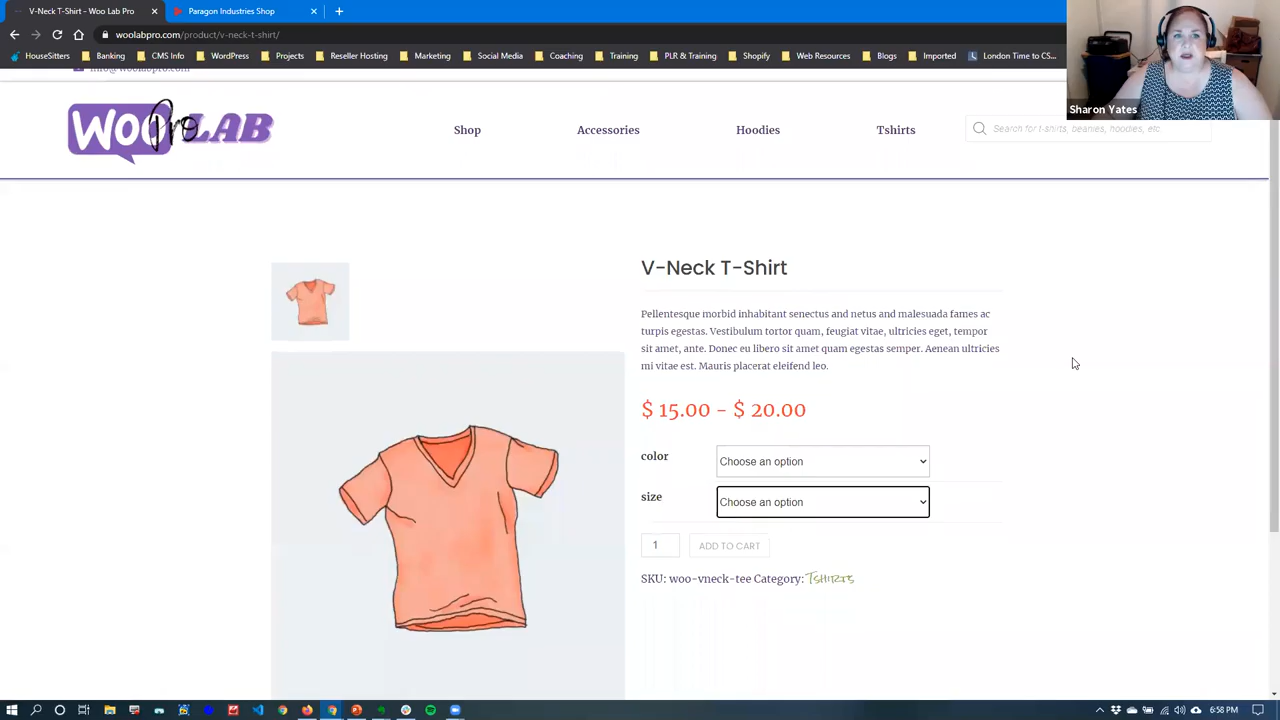 V-Neck T-Shirt - Woo Lab Pro
Paragon Industries Shop
woolabpro.com/product/v-neck-t-shirt/
HouseSitters Banking CMS Info WordPress Projects Reseller Hosting Marketing Social Media Coaching Training PLR & Training Shopify Web Resources Blogs Imported London Time to CS...
info@woolabpro.com
Sharon Yates
WOO Pro LAB
Shop Accessories Hoodies Tshirts
Search for t-shirts, beanies, hoodies, etc.
V-Neck T-Shirt
Pellentesque morbid inhabitant senectus and netus and malesuada fames ac
turpis egestas. Vestibulum tortor quam, feugiat vitae, ultricies eget, tempor
sit amet, ante. Donec eu libero sit amet quam egestas semper. Aenean ultricies
mi vitae est. Mauris placerat eleifend leo.
$ 15.00 - $ 20.00
color Choose an option
size Choose an option
1 ADD TO CART
SKU: woo-vneck-tee Category: Tshirts
6:58 PM